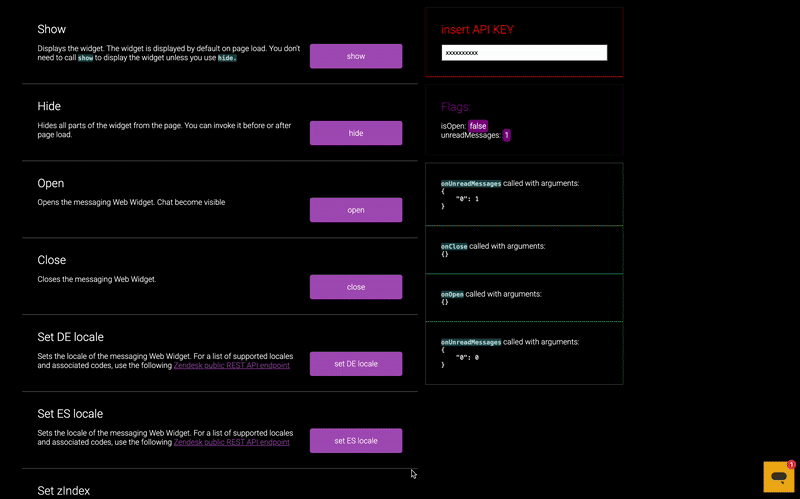 Show
Displays the widget. The widget is displayed by default on page load. You don't
need to call show to display the widget unless you use hide.
show
Hide
Hides all parts of the widget from the page. You can invoke it before or after
page load.
hide
Open
Opens the messaging Web Widget. Chat become visible
open
Close
Closes the messaging Web Widget.
close
Set DE locale
Sets the locale of the messaging Web Widget. For a list of supported locales
and associated codes, use the following Zendesk public REST API endpoint
set DE locale
Set ES locale
Sets the locale of the messaging Web Widget. For a list of supported locales
and associated codes, use the following Zendesk public REST API endpoint
set ES locale
Set zIndex
insert API KEY
xxxxxxxxxx
Flags:
isOpen: false
unreadMessages: 1
onUnreadMessages called with arguments:
{
"0": 1
}
onClose called with arguments:
{}
onOpen called with arguments:
{}
onUnreadMessages called with arguments:
{
"0": 0
}
1